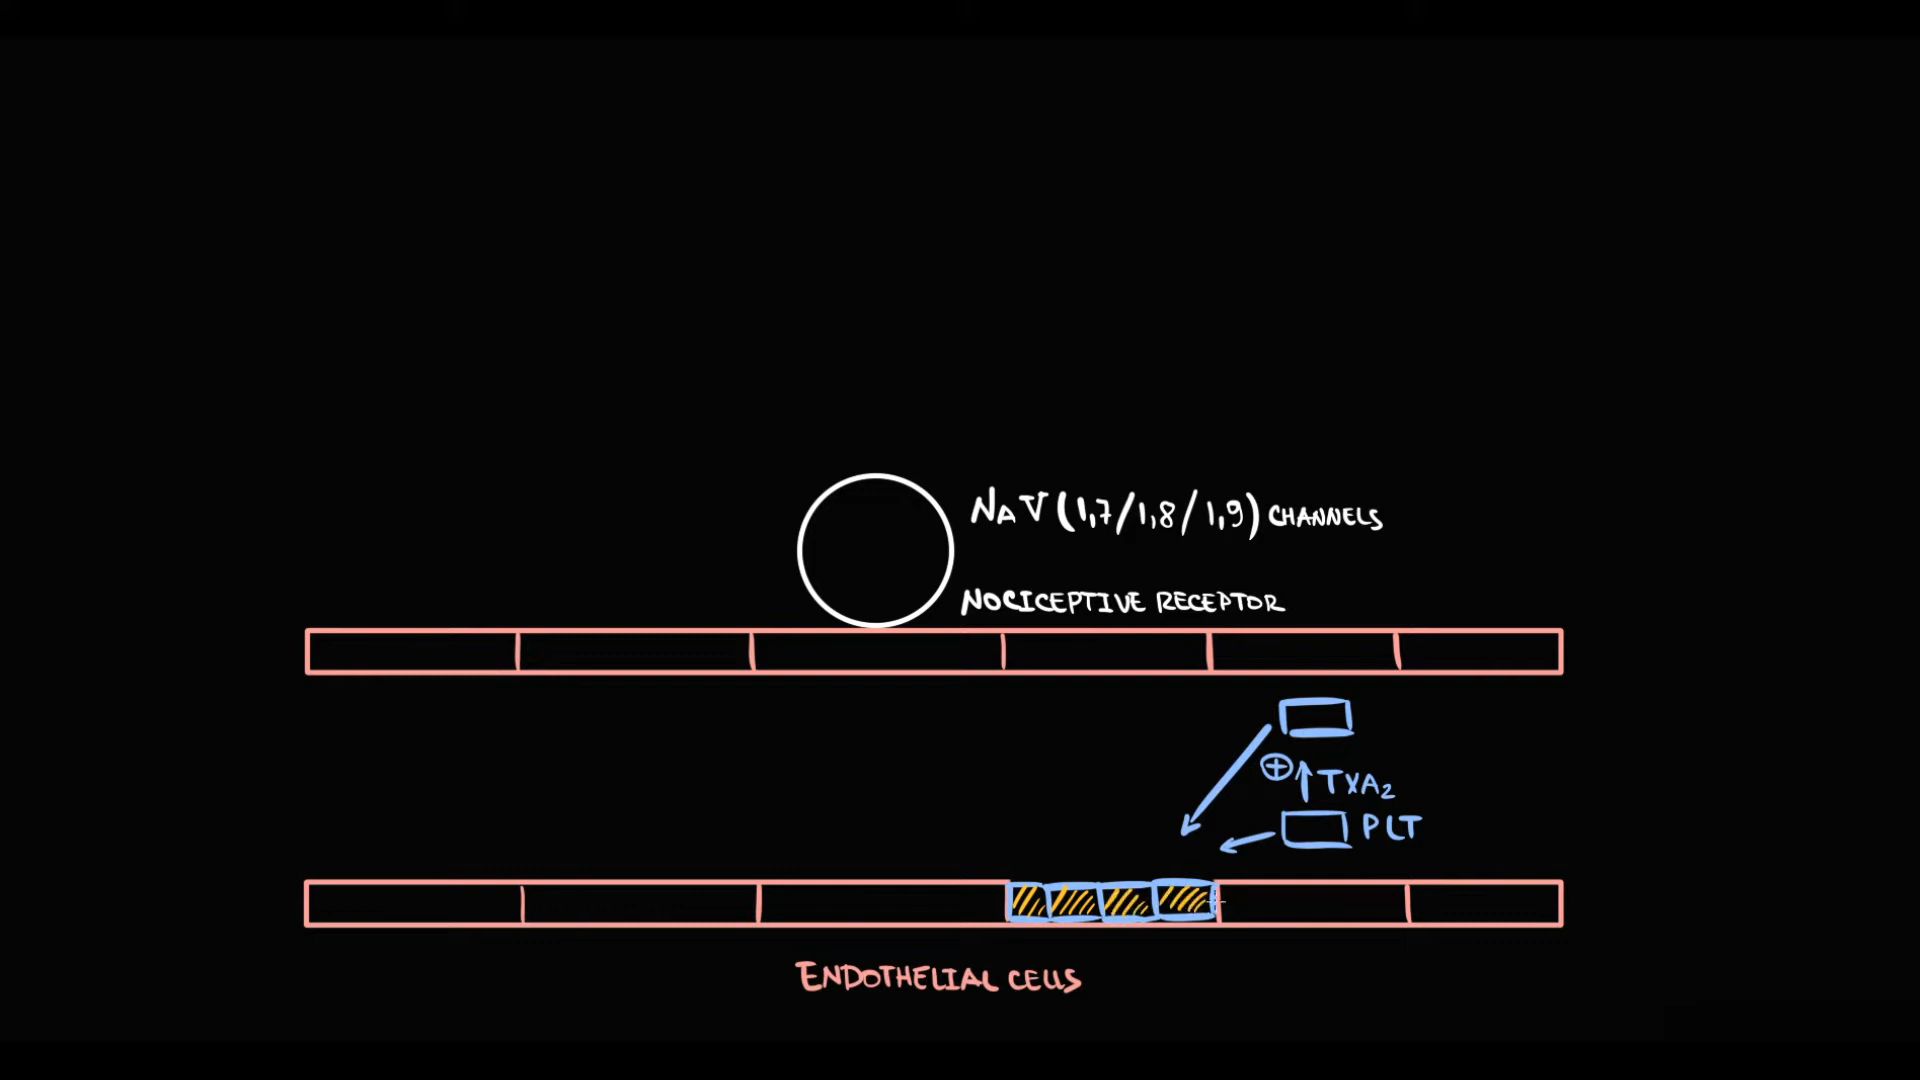 NaV (1,7/1,8/1,9) CHANNELS
NOCICEPTIVE RECEPTOR
⊕ ↑ TXA₂
PLT
ENDOTHELIAL CELLS